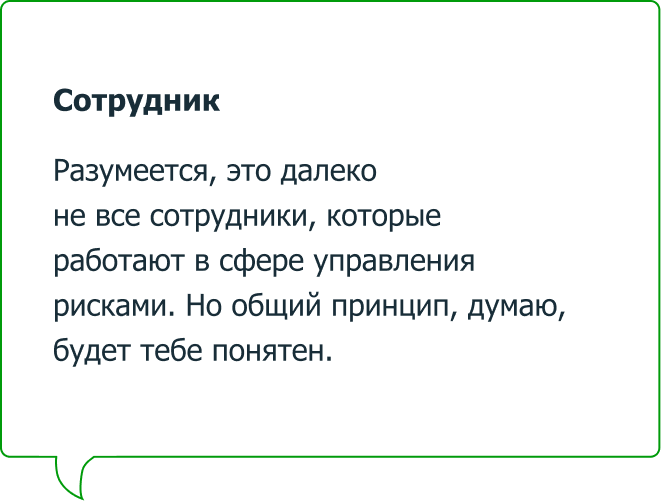 Сотрудник
Разумеется, это далеко
не все сотрудники, которые
работают в сфере управления
рисками. Но общий принцип, думаю,
будет тебе понятен.